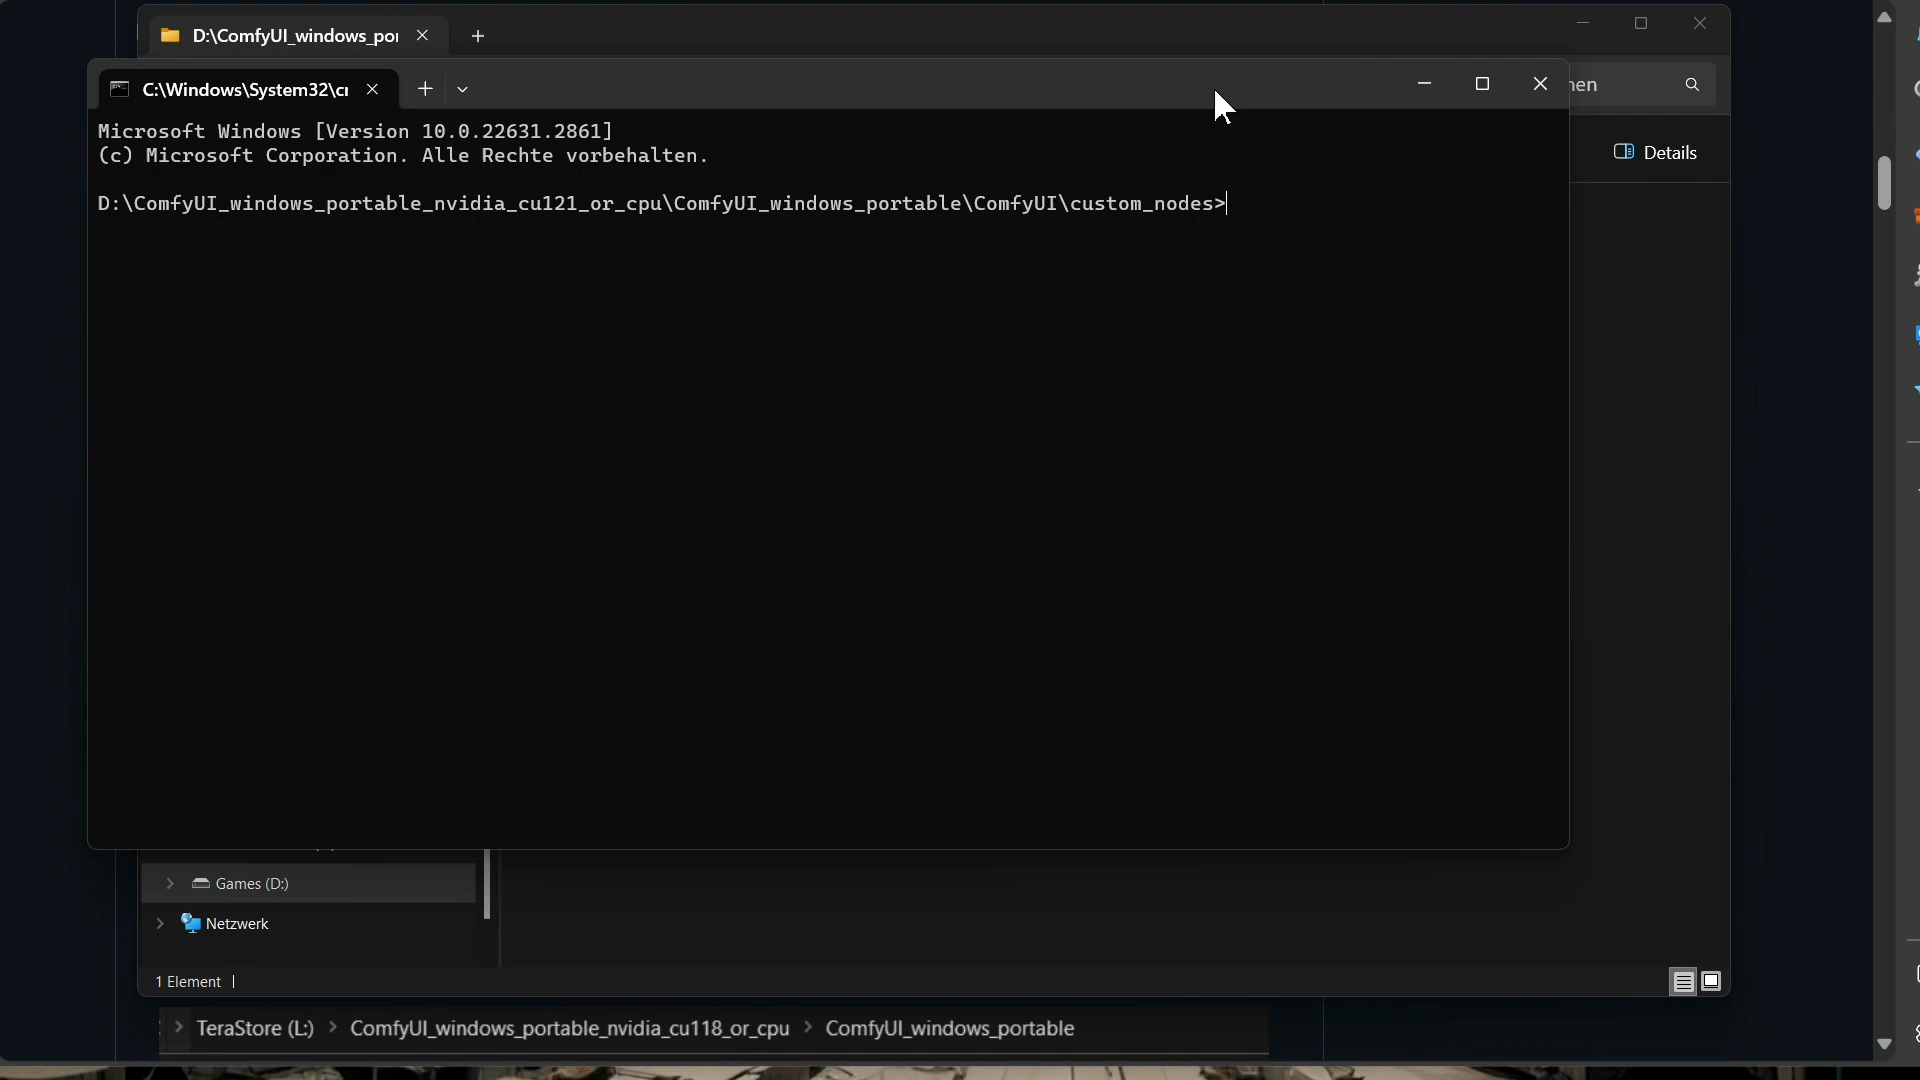 D:\ComfyUI_windows_por
C:\Windows\System32\c
nen
Microsoft Windows [Version 10.0.22631.2861]
(c) Microsoft Corporation. Alle Rechte vorbehalten.
Details
D:\ComfyUI_windows_portable_nvidia_cu121_or_cpu\ComfyUI_windows_portable\ComfyUI\custom_nodes>
Games (D:)
Netzwerk
1 Element
TeraStore (L:) > ComfyUI_windows_portable_nvidia_cu118_or_cpu > ComfyUI_windows_portable